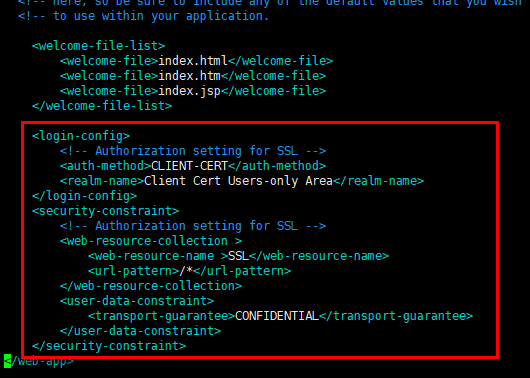 <!-- here, so be sure to include any of the default values that you wish
<!-- to use within your application.
<welcome-file-list>
<welcome-file>index.html</welcome-file>
<welcome-file>index.htm</welcome-file>
<welcome-file>index.jsp</welcome-file>
</welcome-file-list>
<login-config>
<!-- Authorization setting for SSL -->
<auth-method>CLIENT-CERT</auth-method>
<realm-name>Client Cert Users-only Area</realm-name>
</login-config>
<security-constraint>
<!-- Authorization setting for SSL -->
<web-resource-collection >
<web-resource-name >SSL</web-resource-name>
<url-pattern>/*</url-pattern>
</web-resource-collection>
<user-data-constraint>
<transport-guarantee>CONFIDENTIAL</transport-guarantee>
</user-data-constraint>
</security-constraint>
</web-app>